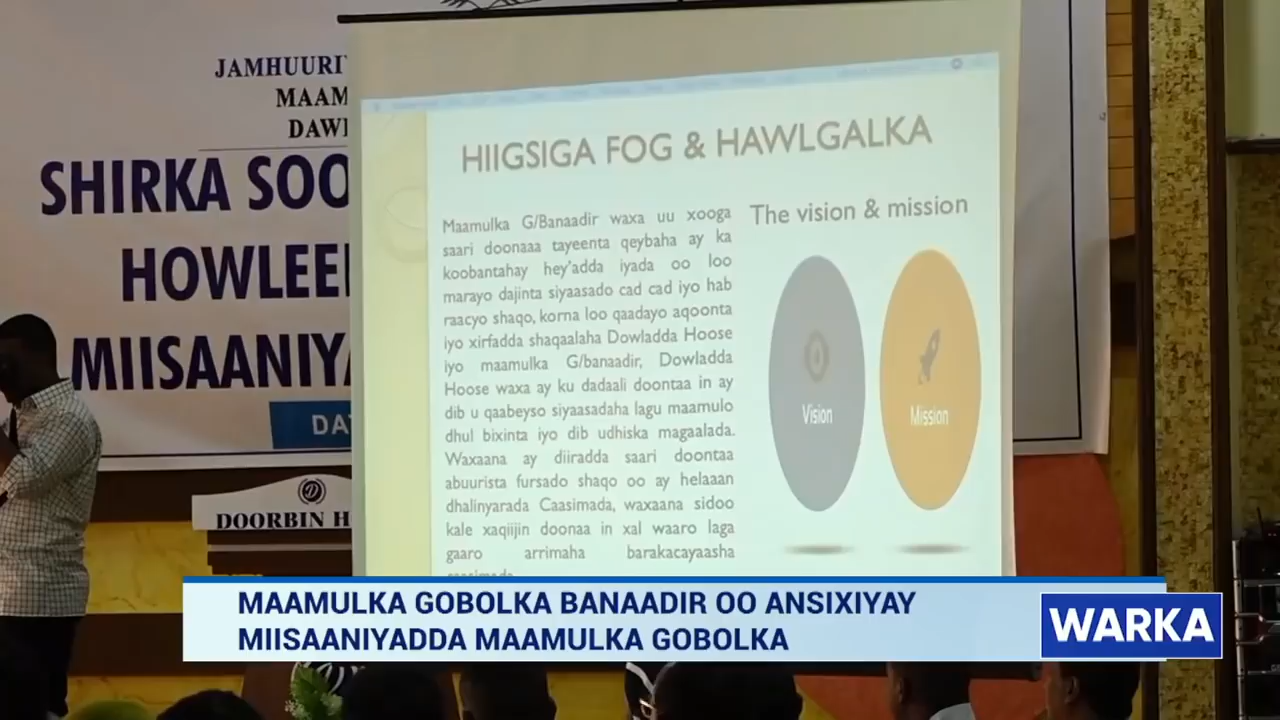 JAMHUURI
MAAM
DAWL
SHIRKA SOO
HOWLEE
MIISAANIYA
DAT
DOORBIN H
HIIGSIGA FOG & HAWLGALKA
Maamulka G/Banaadir waxa uu xooga
saari doonaaa tayeenta qeybaha ay ka
koobantahay hey'adda iyada oo loo
marayo dajinta siyaasado cad cad iyo hab
raacyo shaqo, korna loo qaadayo aqoonta
iyo xirfadda shaqaalaha Dowladda Hoose
iyo maamulka G/banaadir, Dowladda
Hoose waxa ay ku dadaali doontaa in ay
dib u qaabeyso siyaasadaha lagu maamulo
dhul bixinta iyo dib udhiska magaalada.
Waxaana ay diiradda saari doontaa
abuurista fursado shaqo oo ay helaaan
dhalinyarada Caasimada, waxaana sidoo
kale xaqiijin doonaa in xal waaro laga
gaaro arrimaha barakacayaasha
The vision & mission
Vision
Mission
MAAMULKA GOBOLKA BANAADIR OO ANSIXIYAY
MIISAANIYADDA MAAMULKA GOBOLKA
WARKA